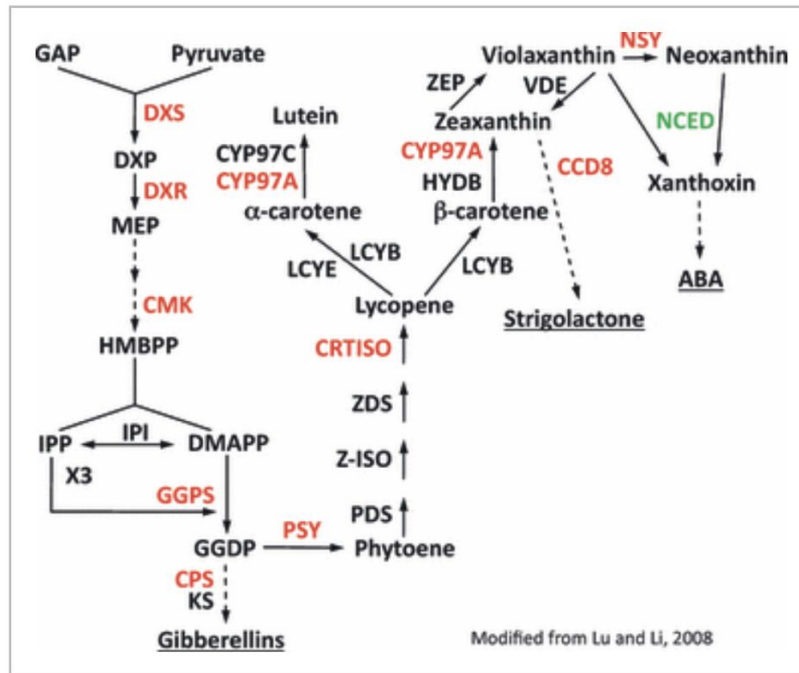 GAP Pyruvate
DXS
DXP
DXR
MEP
CMK
HMBPP
IPP IPI DMAPP
X3
GGPS
GGDP PSY Phytoene
CPS
KS
Gibberellins
PDS
Z-ISO
ZDS
CRTISO
Lycopene
LCYE LCYB
α-carotene
CYP97C
CYP97A
Lutein
LCYB
β-carotene
CYP97A
HYDB
Zeaxanthin
ZEP VDE
Violaxanthin NSY Neoxanthin
NCED
Xanthoxin
ABA
CCD8
Strigolactone
Modified from Lu and Li, 2008